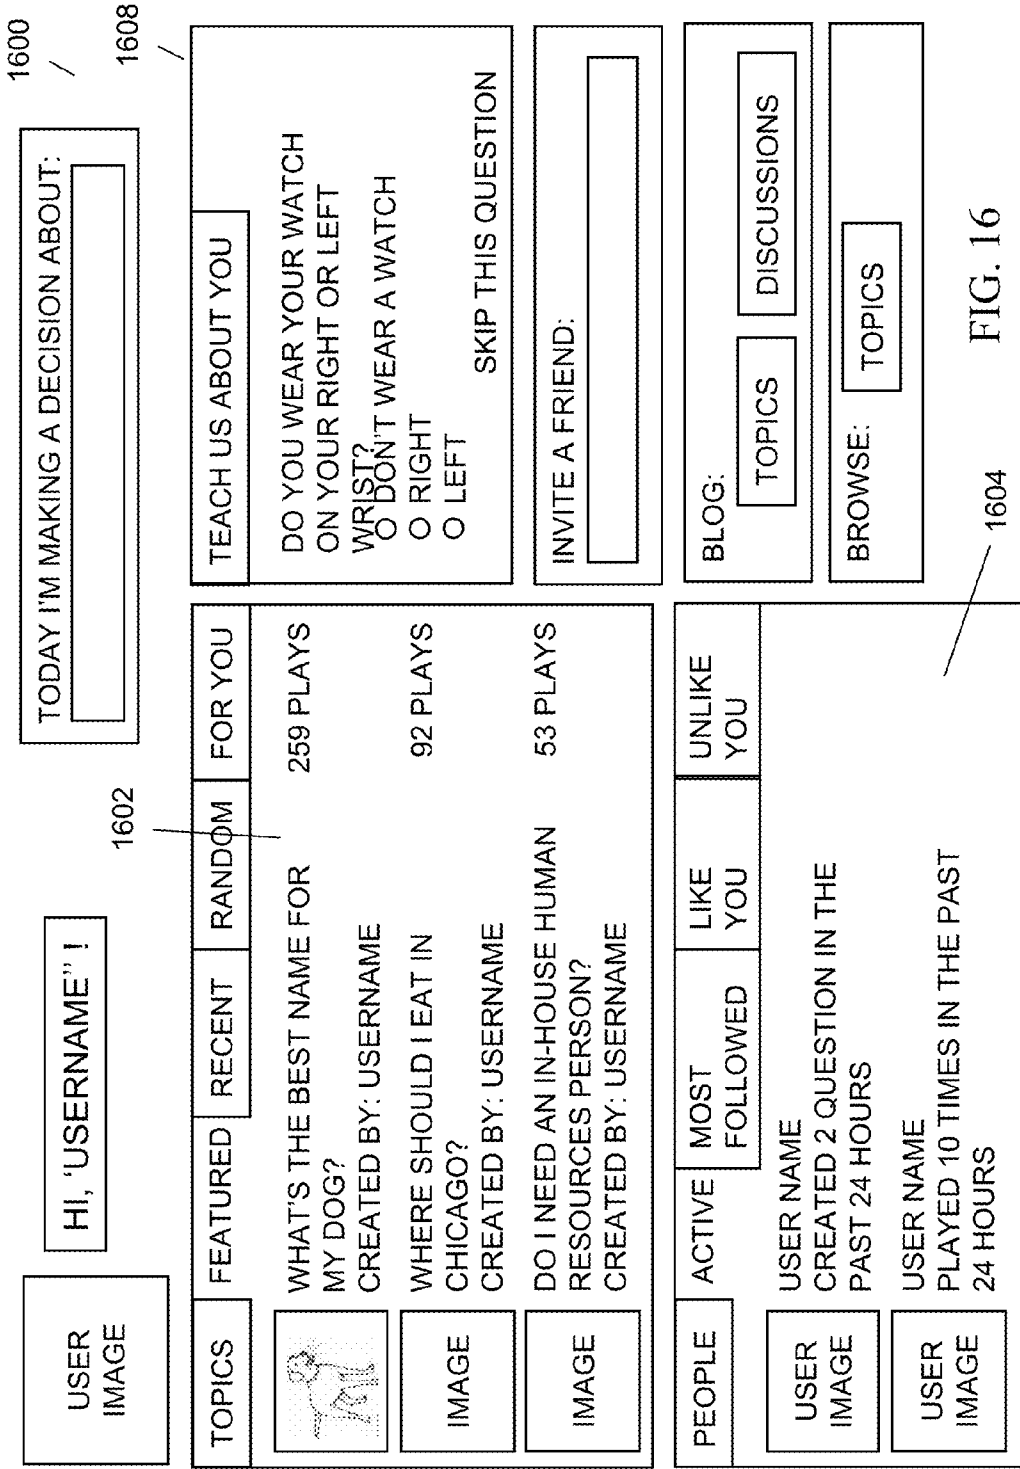 1600
USER
IMAGE
HI, 'USERNAME" !
TODAY I'M MAKING A DECISION ABOUT:
1602
1608
TOPICS
FEATURED
RECENT
RANDOM
FOR YOU
WHAT'S THE BEST NAME FOR
MY DOG?
CREATED BY: USERNAME
259 PLAYS
IMAGE
WHERE SHOULD I EAT IN
CHICAGO?
CREATED BY: USERNAME
92 PLAYS
IMAGE
DO I NEED AN IN-HOUSE HUMAN
RESOURCES PERSON?
CREATED BY: USERNAME
53 PLAYS
TEACH US ABOUT YOU
DO YOU WEAR YOUR WATCH
ON YOUR RIGHT OR LEFT
WRIST?
O DON'T WEAR A WATCH
O RIGHT
O LEFT
SKIP THIS QUESTION
INVITE A FRIEND:
PEOPLE
ACTIVE
MOST
FOLLOWED
LIKE
YOU
UNLIKE
YOU
USER
IMAGE
USER NAME
CREATED 2 QUESTION IN THE
PAST 24 HOURS
USER
IMAGE
USER NAME
PLAYED 10 TIMES IN THE PAST
24 HOURS
BLOG:
TOPICS
DISCUSSIONS
BROWSE:
TOPICS
1604
FIG. 16